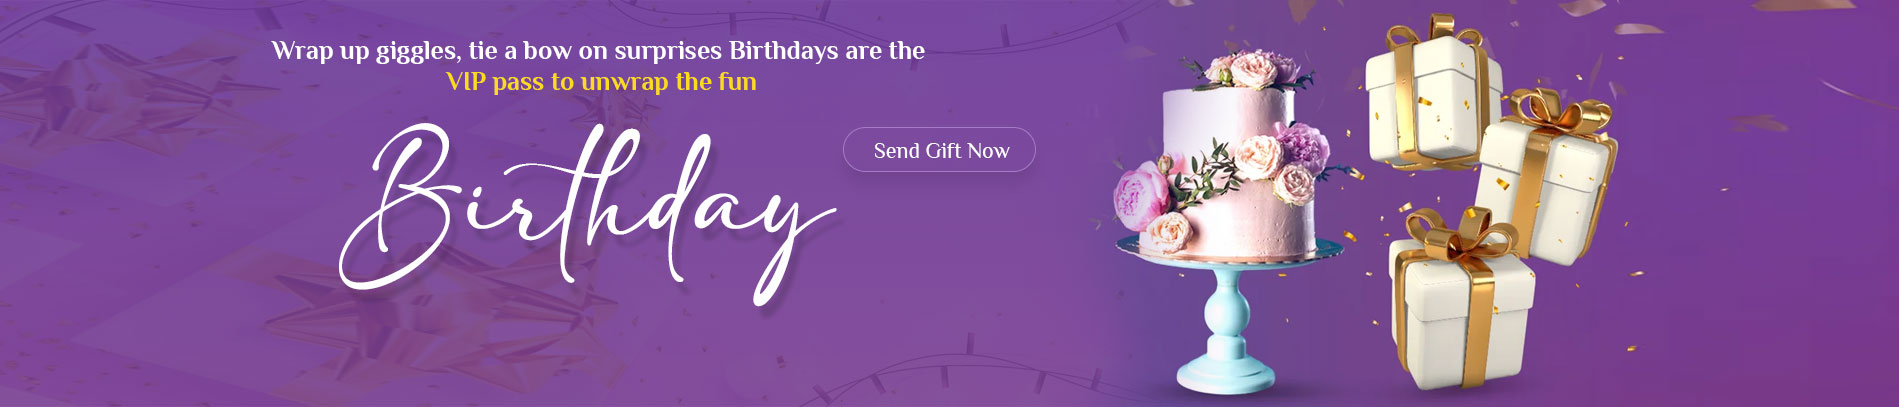 Wrap up giggles, tie a bow on surprises Birthdays are the
VIP pass to unwrap the fun
Birthday
Send Gift Now